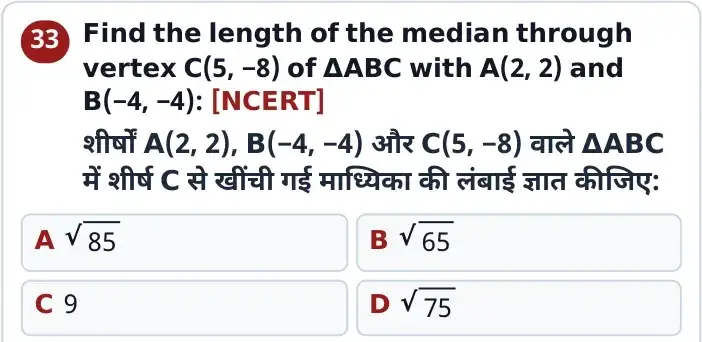 33 Find the length of the median through
vertex C(5, −8) of ΔABC with A(2, 2) and
B(−4, −4): [NCERT]
शीर्षों A(2, 2), B(−4, −4) और C(5, −8) वाले ΔABC
में शीर्ष C से खींची गई माध्यिका की लंबाई ज्ञात कीजिए:
A √85
B √65
C 9
D √75